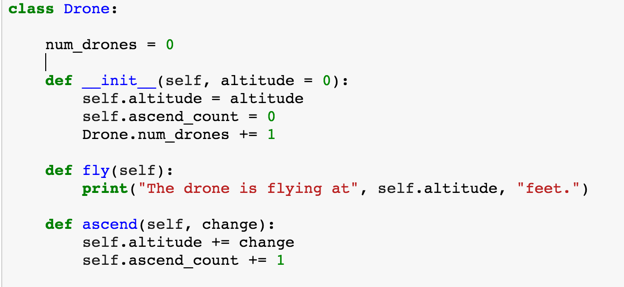 class Drone:
    num_drones = 0
    def __init__(self, altitude = 0):
        self.altitude = altitude
        self.ascend_count = 0
        Drone.num_drones += 1
    def fly(self):
        print("The drone is flying at", self.altitude, "feet.")
    def ascend(self, change):
        self.altitude += change
        self.ascend_count += 1